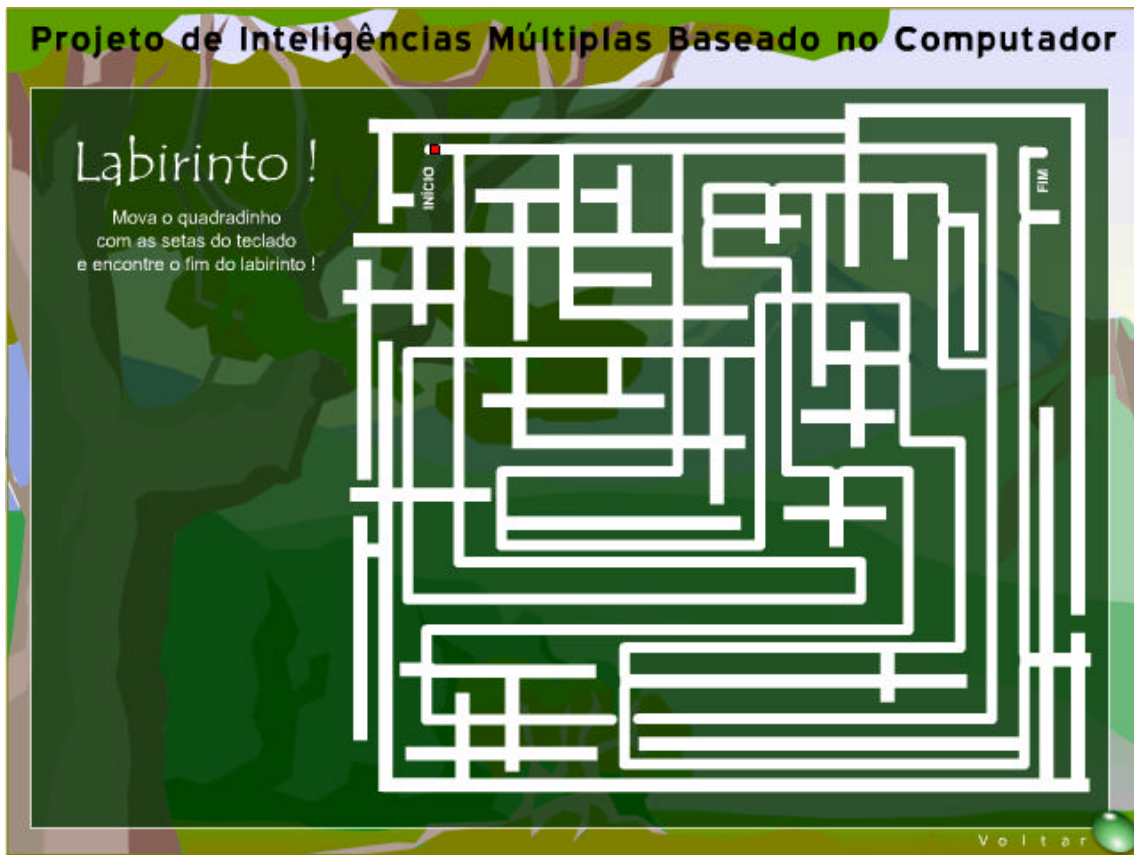 Projeto de Inteligências Múltiplas Baseado no Computador
Labirinto !
Mova o quadradinho
com as setas do teclado
e encontre o fim do labirinto !
INÍCIO
FIM
Voltar